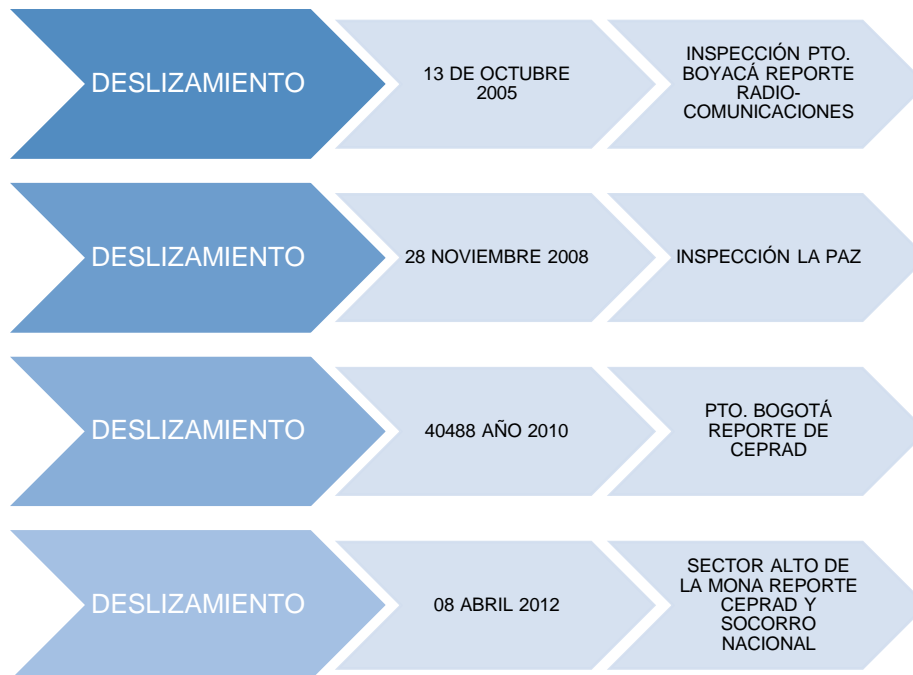 DESLIZAMIENTO
13 DE OCTUBRE
2005
INSPECCIÓN PTO.
BOYACÁ REPORTE
RADIO-
COMUNICACIONES
DESLIZAMIENTO
28 NOVIEMBRE 2008
INSPECCIÓN LA PAZ
DESLIZAMIENTO
40488 AÑO 2010
PTO. BOGOTÁ
REPORTE DE
CEPRAD
DESLIZAMIENTO
08 ABRIL 2012
SECTOR ALTO DE
LA MONA REPORTE
CEPRAD Y
SOCORRO
NACIONAL